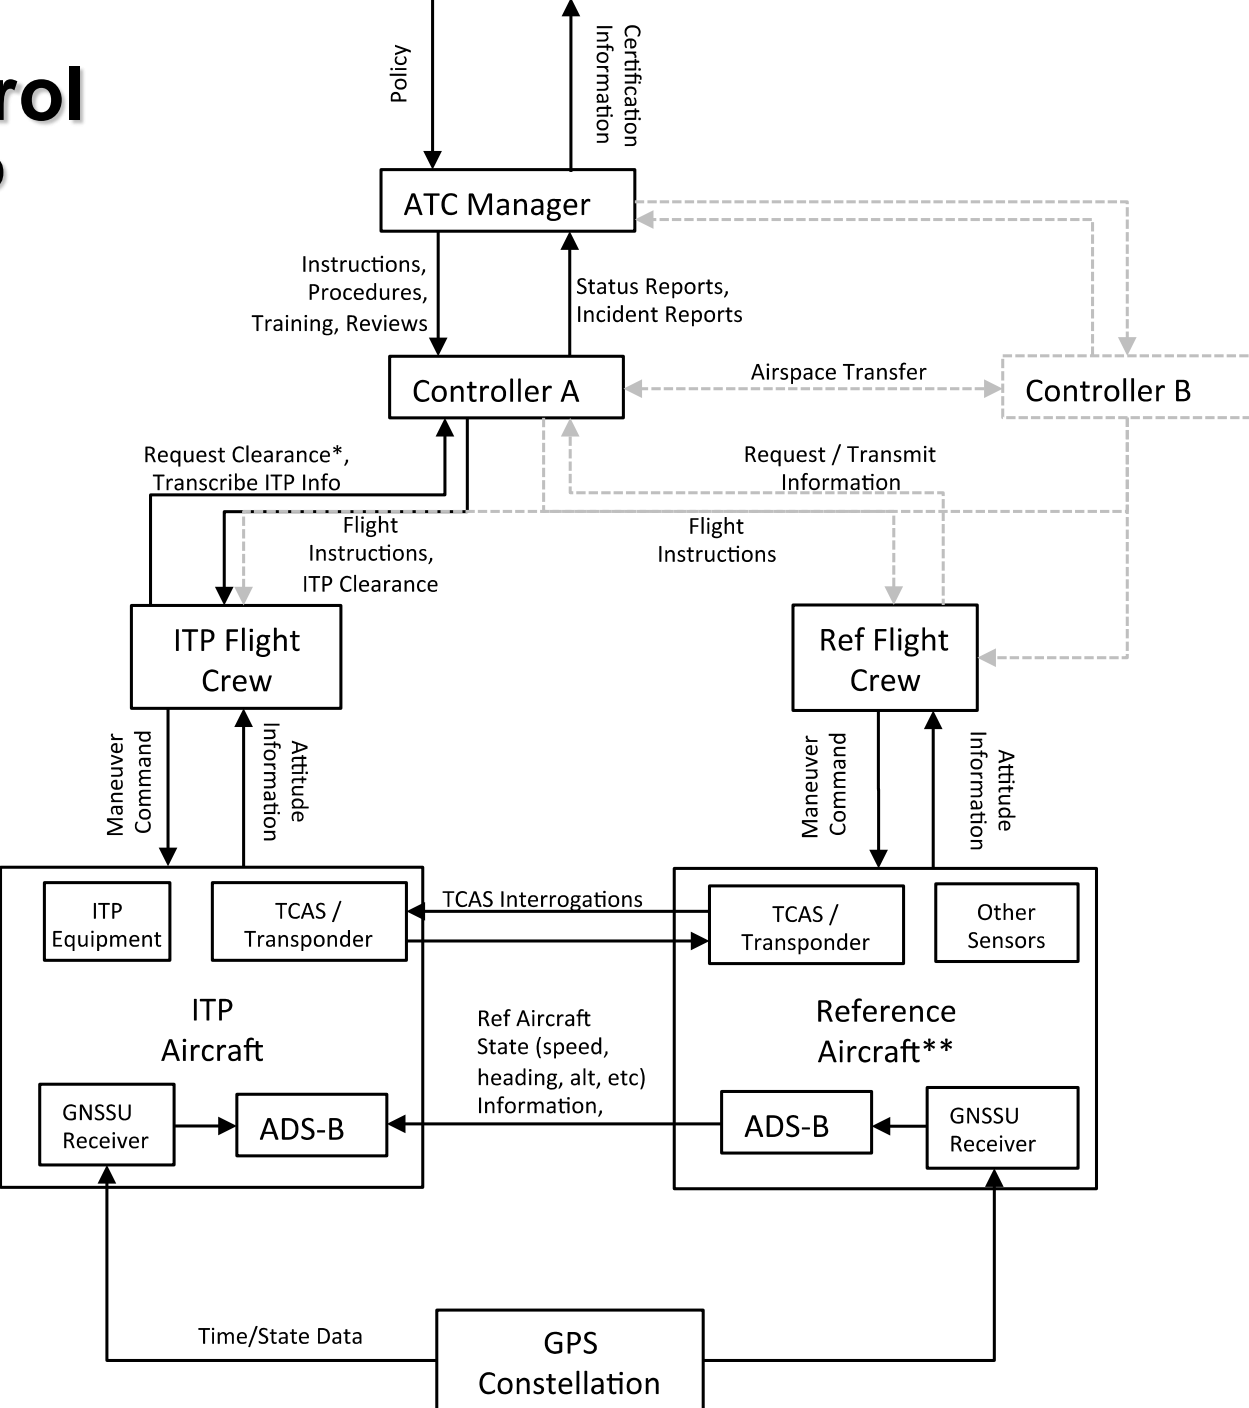 rol
Policy
Certification
Information
ATC Manager
Instructions,
Procedures,
Training, Reviews
Status Reports,
Incident Reports
Controller A
Airspace Transfer
Controller B
Request Clearance*,
Transcribe ITP Info
Request / Transmit
Information
Flight
Instructions,
ITP Clearance
Flight
Instructions
ITP Flight
Crew
Ref Flight
Crew
Maneuver
Command
Attitude
Information
Maneuver
Command
Attitude
Information
ITP
Equipment
TCAS /
Transponder
TCAS Interrogations
TCAS /
Transponder
Other
Sensors
ITP
Aircraft
Ref Aircraft
State (speed,
heading, alt, etc)
Information,
Reference
Aircraft**
GNSSU
Receiver
ADS-B
ADS-B
GNSSU
Receiver
Time/State Data
GPS
Constellation